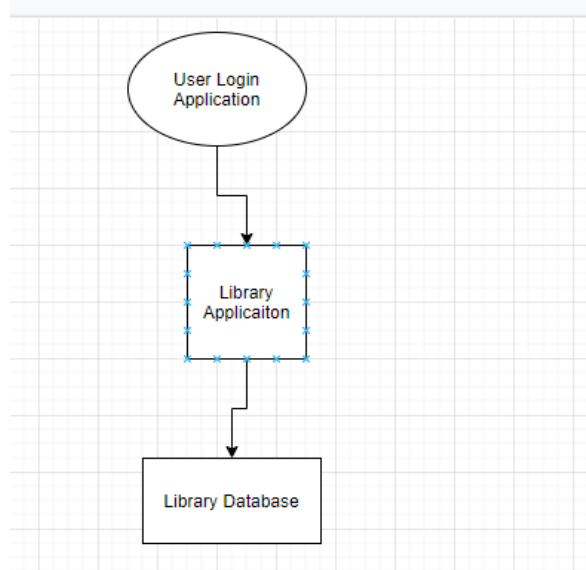 User Login
Application
Library
Applicaiton
Library Database